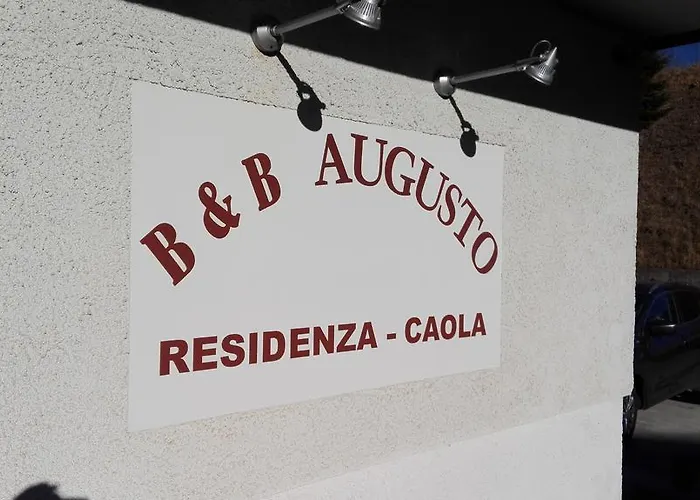 B & B AUGUSTO
RESIDENZA - CAOLA